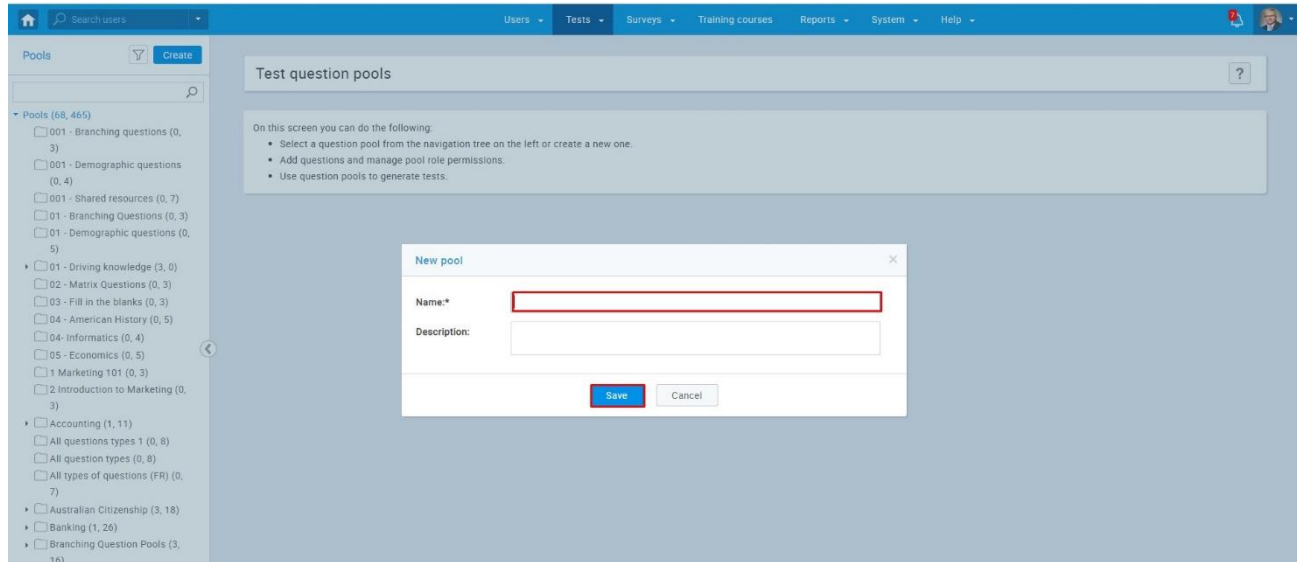 Search users
Users
Tests
Surveys
Training courses
Reports
System
Help
2
Pools
Create
Pools (68, 465)
001 - Branching questions (0,
3)
001 - Demographic questions
(0, 4)
001 - Shared resources (0, 7)
01 - Branching Questions (0, 3)
01 - Demographic questions (0,
5)
01 - Driving knowledge (3, 0)
02 - Matrix Questions (0, 3)
03 - Fill in the blanks (0, 3)
04 - American History (0, 5)
04- Informatics (0, 4)
05 - Economics (0, 5)
1 Marketing 101 (0, 3)
2 Introduction to Marketing (0,
3)
Accounting (1, 11)
All questions types 1 (0, 8)
All question types (0, 8)
All types of questions (FR) (0,
7)
Australian Citizenship (3, 18)
Banking (1, 26)
Branching Question Pools (3,
16)
Test question pools
?
On this screen you can do the following:
• Select a question pool from the navigation tree on the left or create a new one.
• Add questions and manage pool role permissions.
• Use question pools to generate tests.
New pool
Name:*
Description:
Save
Cancel